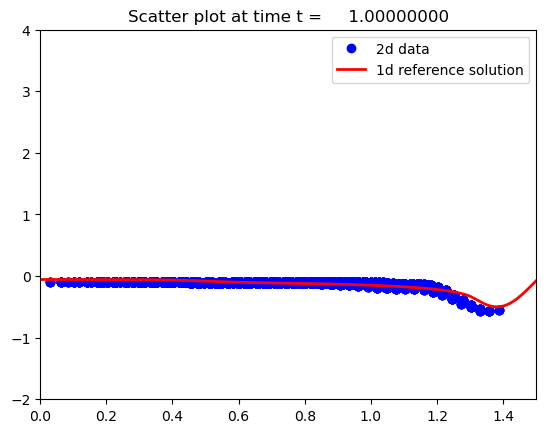 Scatter plot at time t =     1.00000000
2d data
1d reference solution
4
3
2
1
0
−1
−2
0.0 0.2 0.4 0.6 0.8 1.0 1.2 1.4